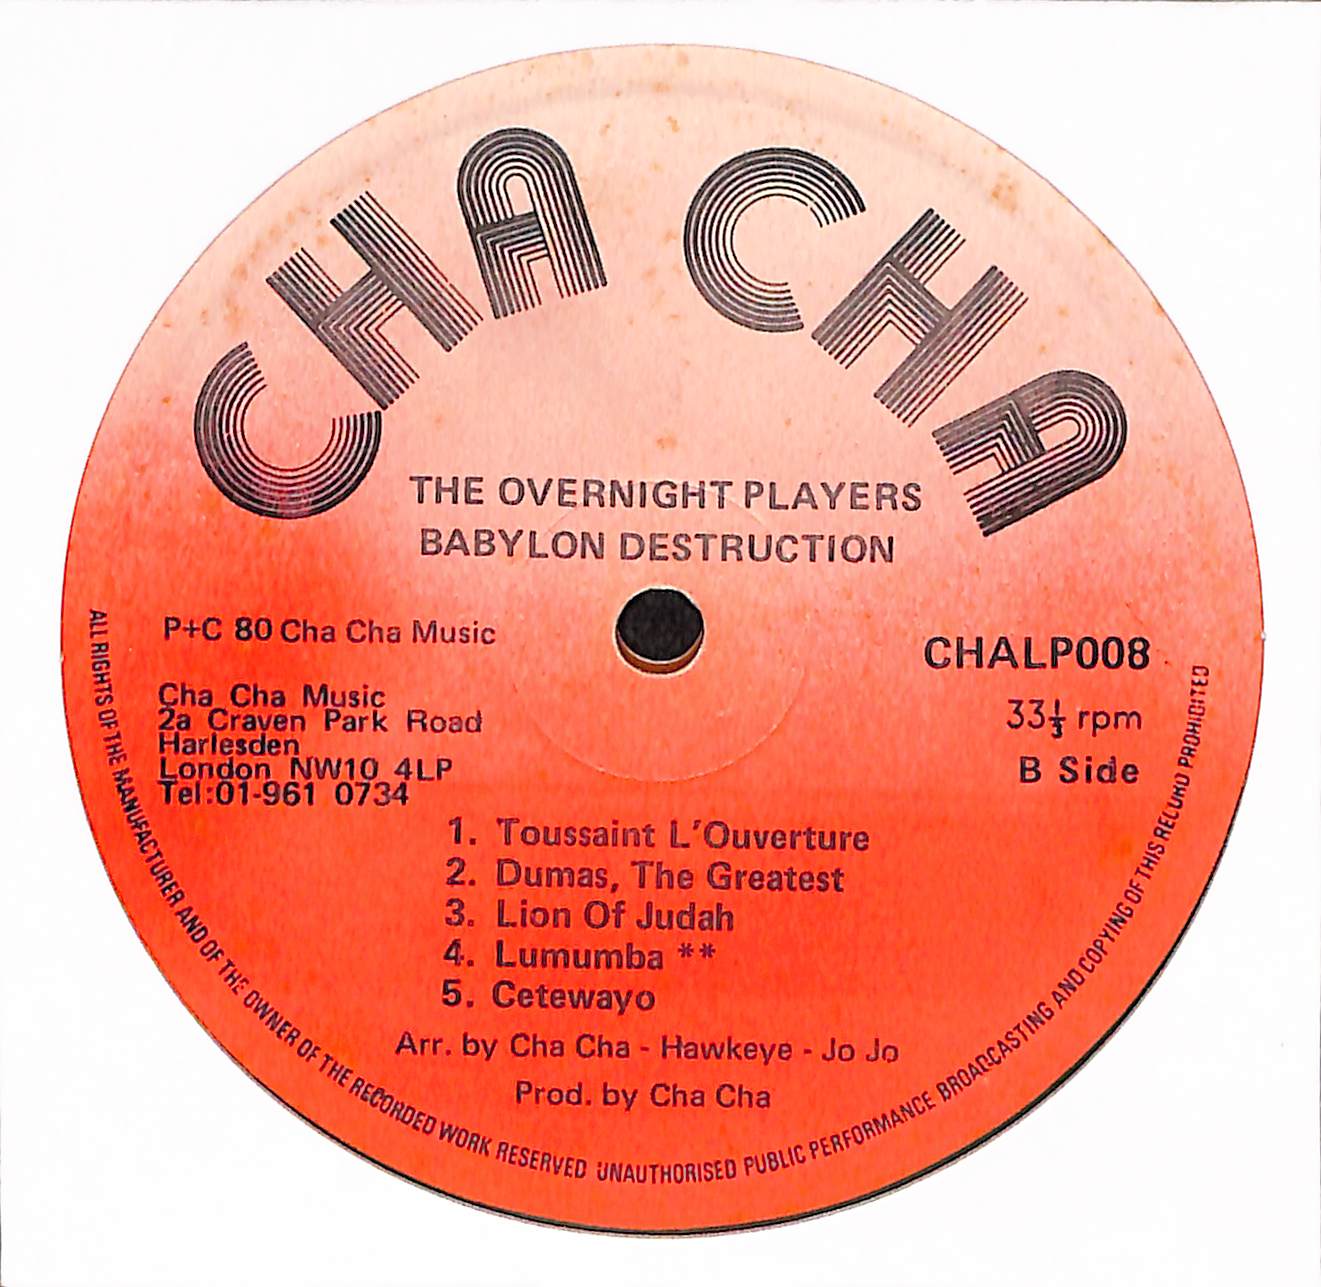 CHA CHA
THE OVERNIGHT PLAYERS
BABYLON DESTRUCTION
P+C 80 Cha Cha Music
Cha Cha Music
2a Craven Park Road
Harlesden
London NW10 4LP
Tel:01-961 0734
CHALP008
33⅓ rpm
B Side
1. Toussaint L'Ouverture
2. Dumas, The Greatest
3. Lion Of Judah
4. Lumumba **
5. Cetewayo
Arr. by Cha Cha - Hawkeye - Jo Jo
Prod. by Cha Cha
ALL RIGHTS OF THE MANUFACTURER AND OF THE OWNER OF THE RECORDED WORK RESERVED UNAUTHORISED PUBLIC PERFORMANCE BROADCASTING AND COPYING OF THIS RECORD PROHIBITED